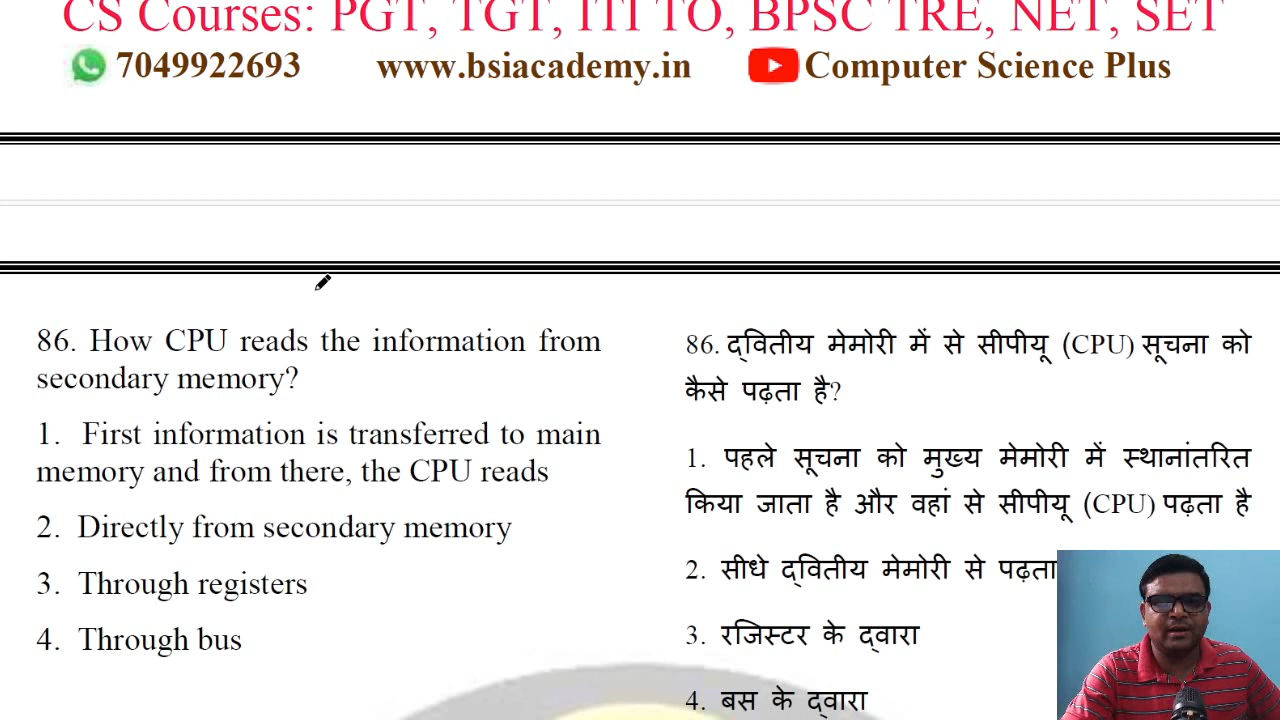 CS Courses: PGT, TGT, ITI TO, BPSC TRE, NET, SET
7049922693 www.bsiacademy.in Computer Science Plus
86. How CPU reads the information from
secondary memory?
1. First information is transferred to main
memory and from there, the CPU reads
2. Directly from secondary memory
3. Through registers
4. Through bus
86. द्वितीय मेमोरी में से सीपीयू (CPU) सूचना को
कैसे पढ़ता है?
1. पहले सूचना को मुख्य मेमोरी में स्थानांतरित
किया जाता है और वहां से सीपीयू (CPU) पढ़ता है
2. सीधे द्वितीय मेमोरी से पढ़ता
3. रजिस्टर के द्वारा
4. बस के द्वारा